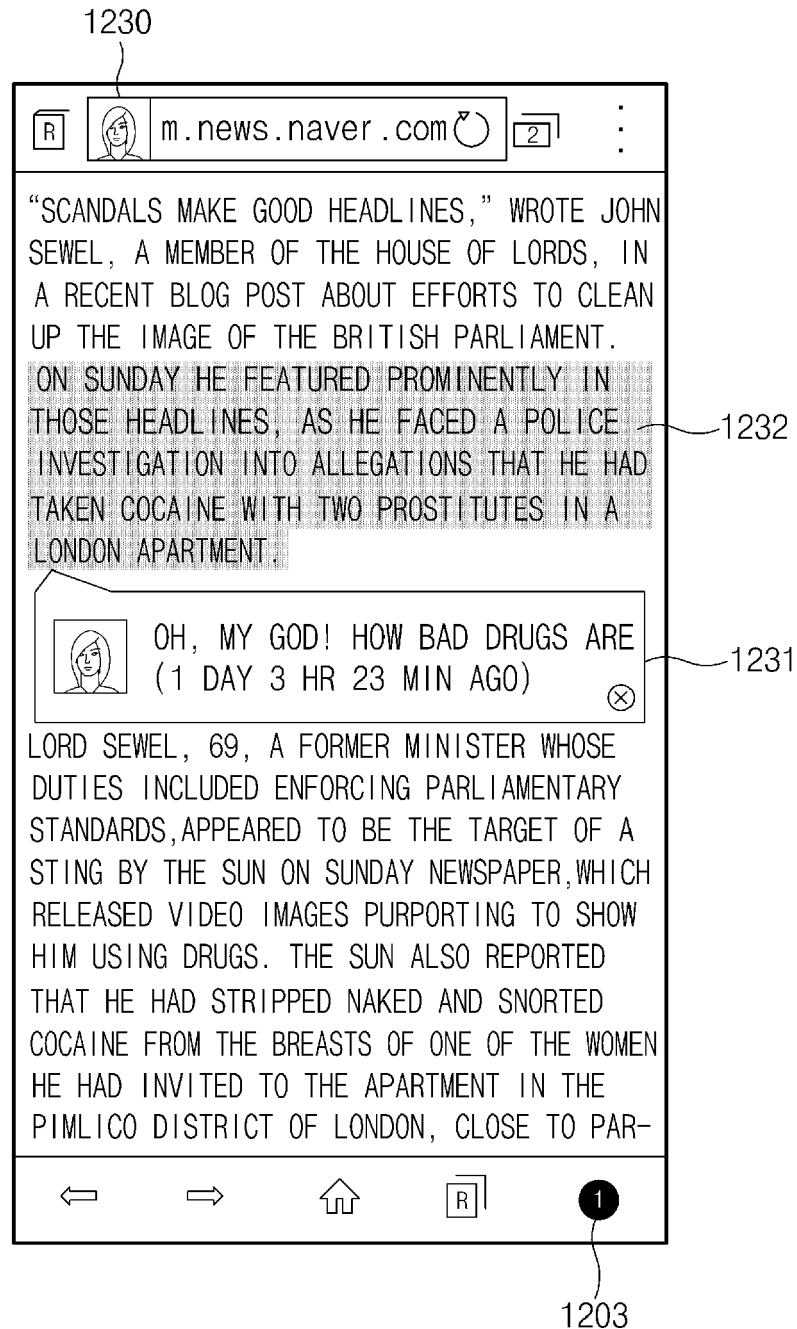 1230
R m.news.naver.com 2
“SCANDALS MAKE GOOD HEADLINES,” WROTE JOHN
SEWEL, A MEMBER OF THE HOUSE OF LORDS, IN
A RECENT BLOG POST ABOUT EFFORTS TO CLEAN
UP THE IMAGE OF THE BRITISH PARLIAMENT.
ON SUNDAY HE FEATURED PROMINENTLY IN
THOSE HEADLINES, AS HE FACED A POLICE
1232
INVESTIGATION INTO ALLEGATIONS THAT HE HAD
TAKEN COCAINE WITH TWO PROSTITUTES IN A
LONDON APARTMENT.
OH, MY GOD! HOW BAD DRUGS ARE
1231
(1 DAY 3 HR 23 MIN AGO)
LORD SEWEL, 69, A FORMER MINISTER WHOSE
DUTIES INCLUDED ENFORCING PARLIAMENTARY
STANDARDS,APPEARED TO BE THE TARGET OF A
STING BY THE SUN ON SUNDAY NEWSPAPER,WHICH
RELEASED VIDEO IMAGES PURPORTING TO SHOW
HIM USING DRUGS. THE SUN ALSO REPORTED
THAT HE HAD STRIPPED NAKED AND SNORTED
COCAINE FROM THE BREASTS OF ONE OF THE WOMEN
HE HAD INVITED TO THE APARTMENT IN THE
PIMLICO DISTRICT OF LONDON, CLOSE TO PAR-
R 1
1203